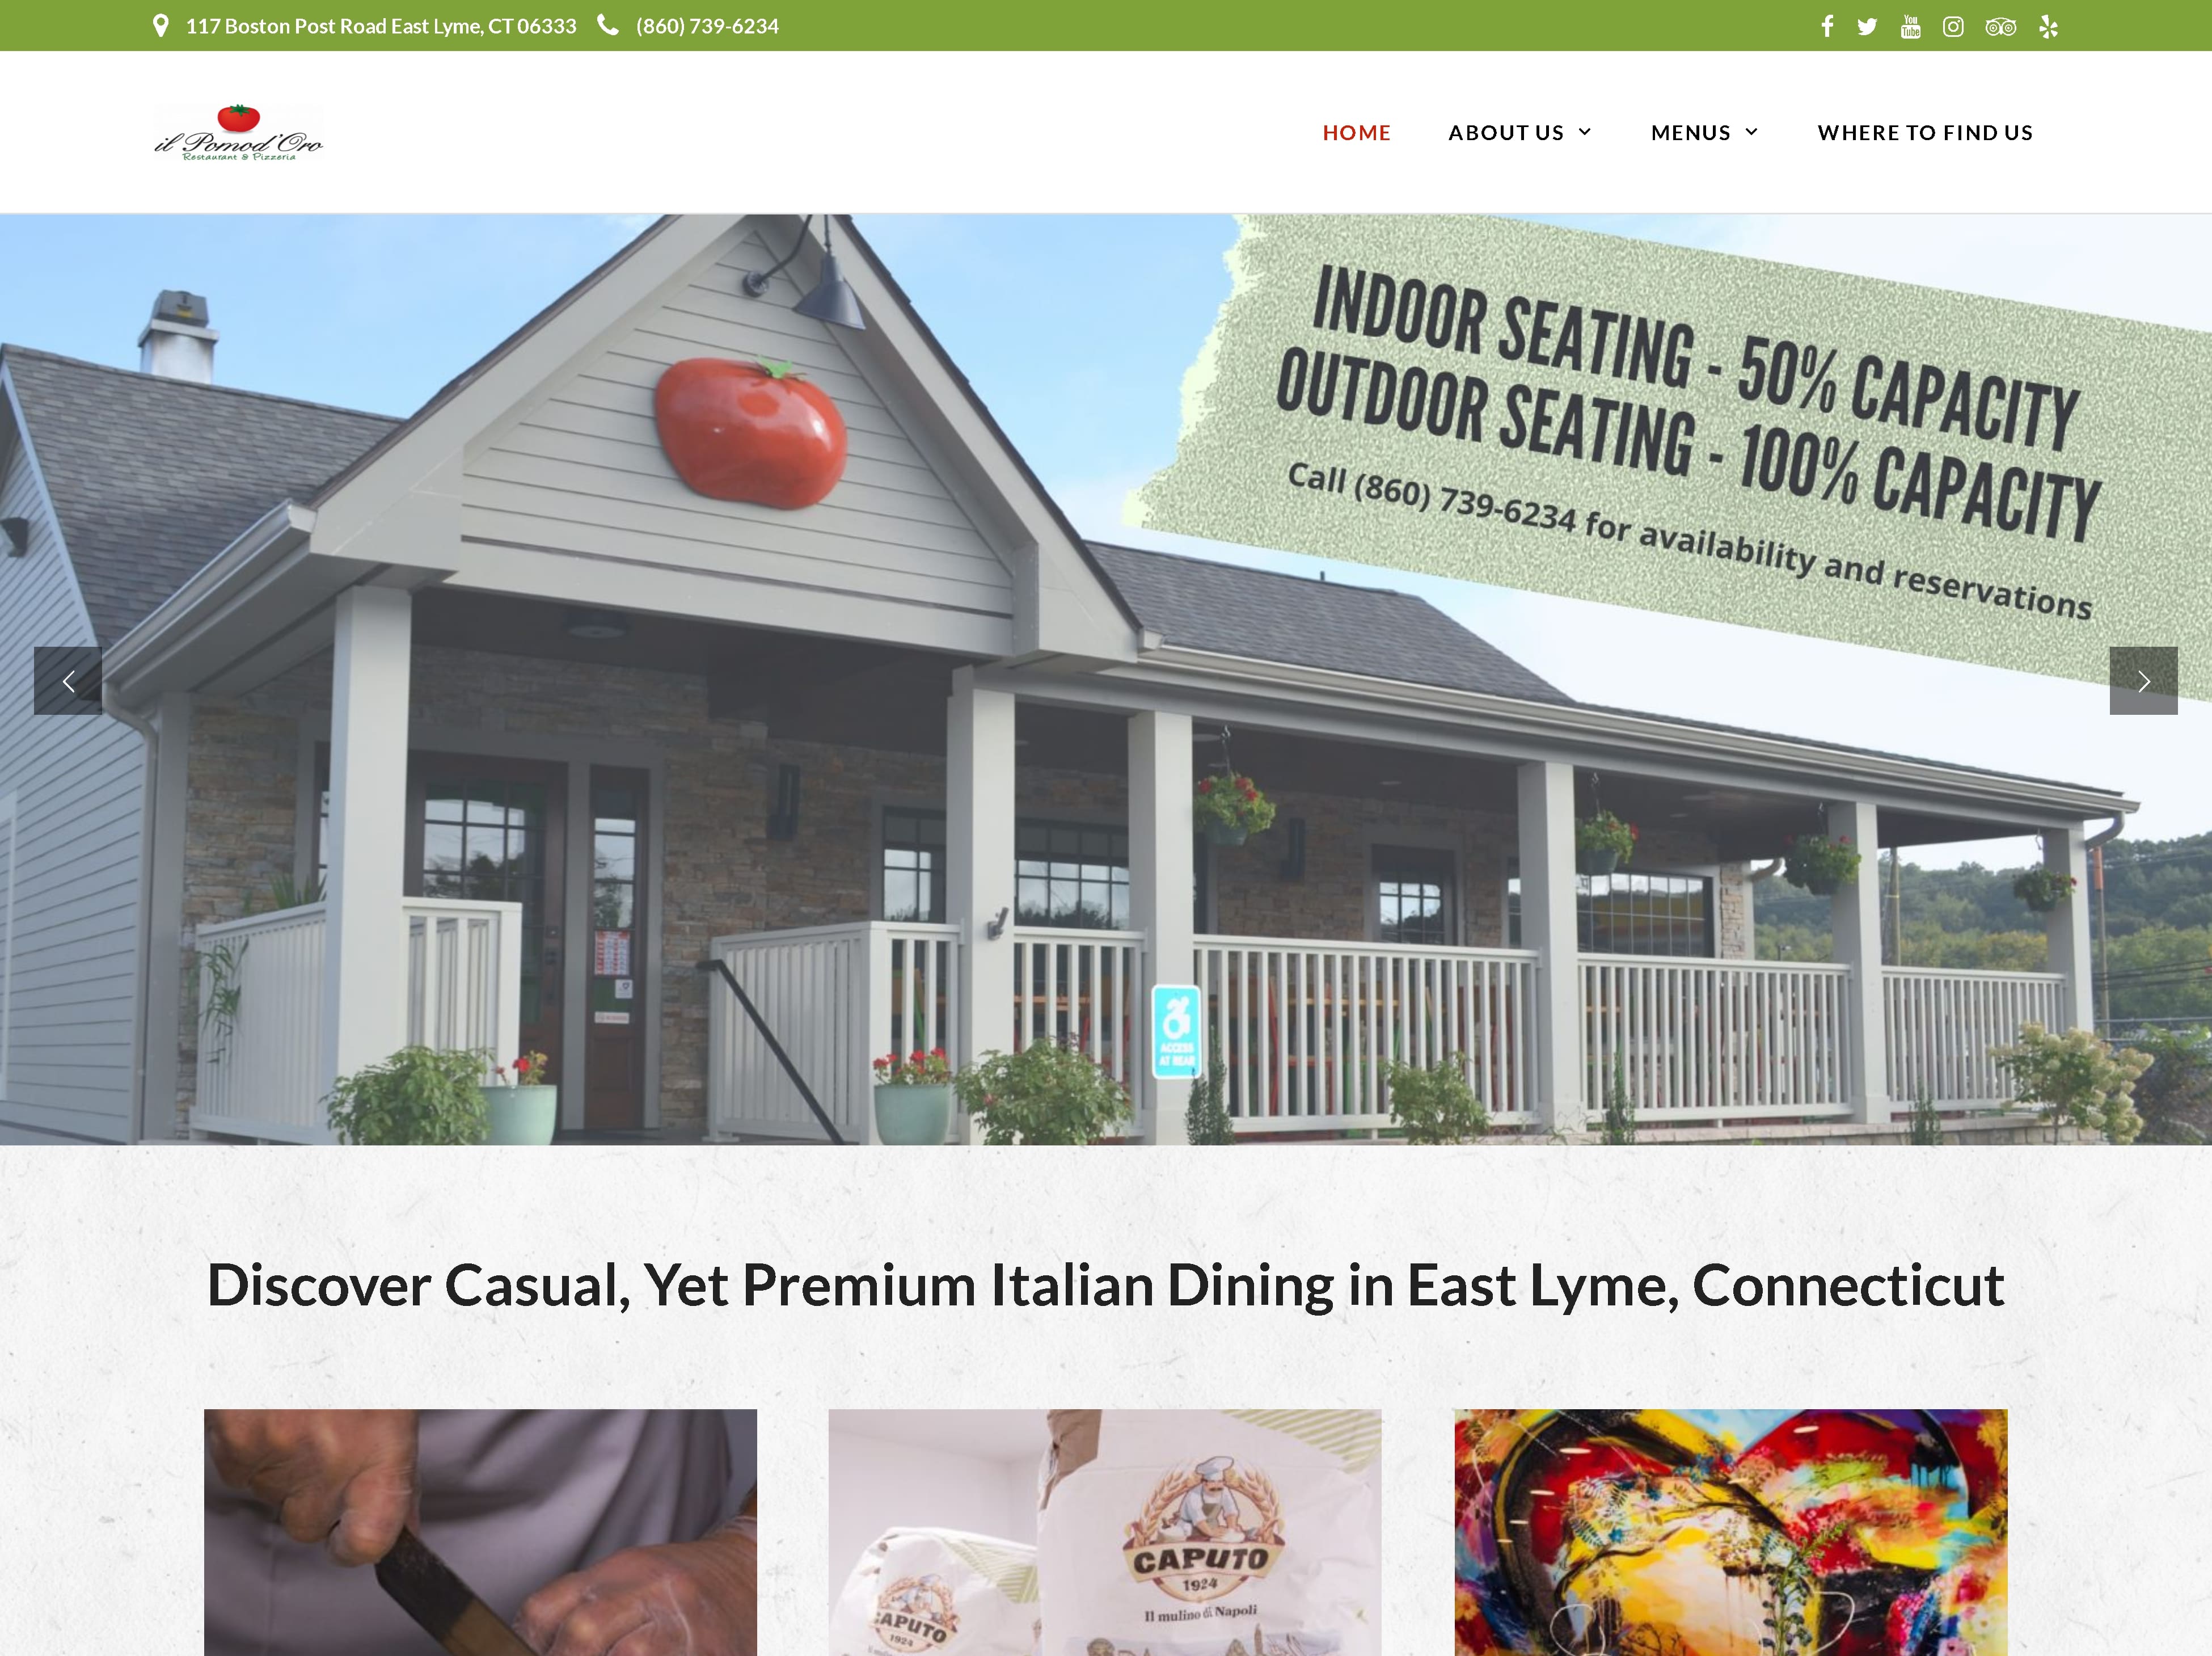 117 Boston Post Road East Lyme, CT 06333 (860) 739-6234
You
Tube
il Pomod'Oro
Restaurant & Pizzeria
HOME ABOUT US MENUS WHERE TO FIND US
INDOOR SEATING - 50% CAPACITY
OUTDOOR SEATING - 100% CAPACITY
Call (860) 739-6234 for availability and reservations
ACCESS
AT REAR
Discover Casual, Yet Premium Italian Dining in East Lyme, Connecticut
CAPUTO
1924
Il mulino di Napoli
CAPUTO
1924